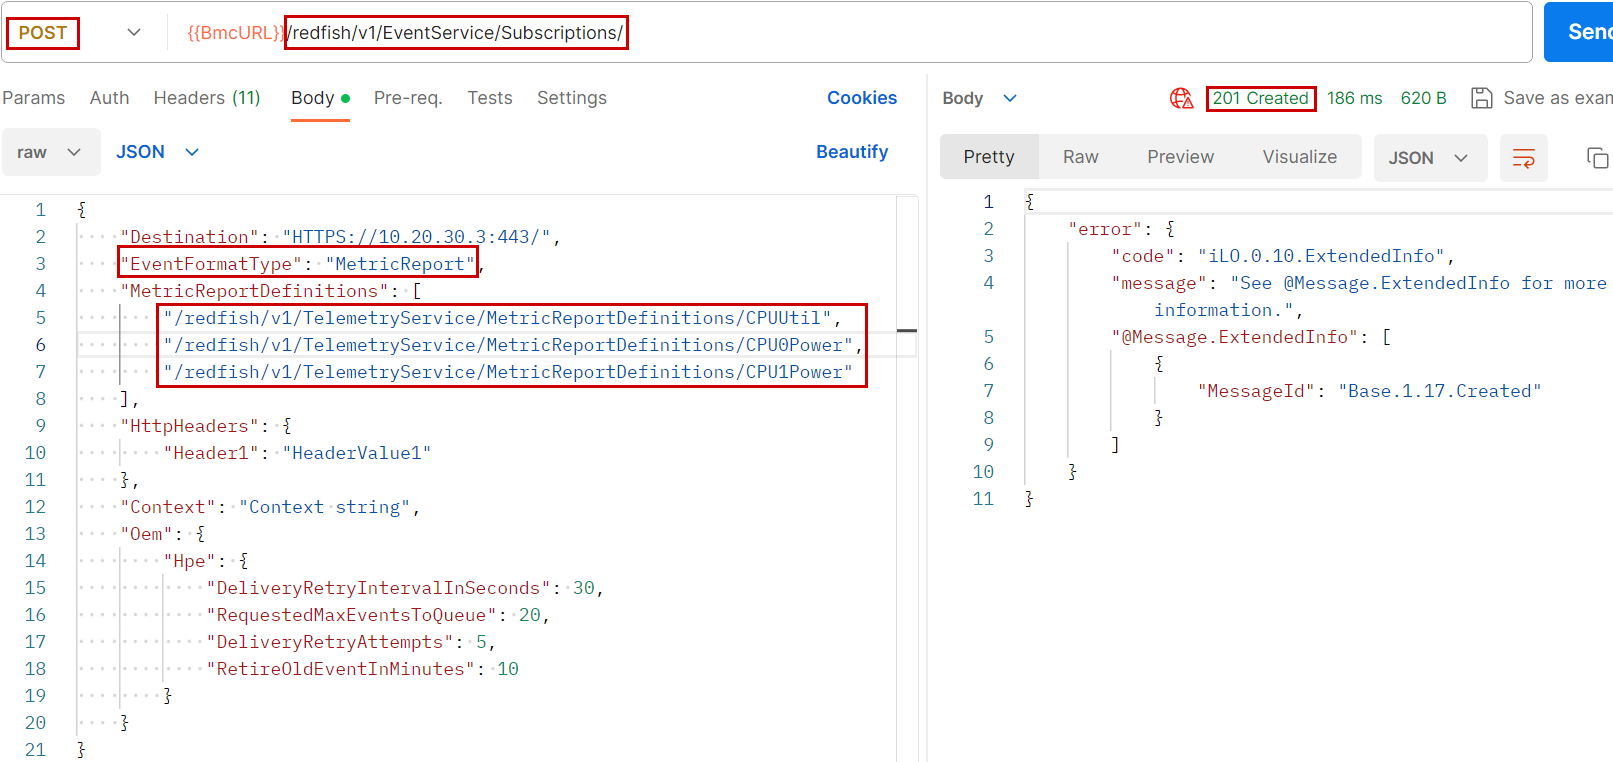 POST {{BmcURL}}/redfish/v1/EventService/Subscriptions/
Params Auth Headers (11) Body Pre-req. Tests Settings Cookies
raw JSON Beautify
1 {
2 "Destination": "HTTPS://10.20.30.3:443/",
3 "EventFormatType": "MetricReport",
4 "MetricReportDefinitions": [
5 "/redfish/v1/TelemetryService/MetricReportDefinitions/CPUUtil",
6 "/redfish/v1/TelemetryService/MetricReportDefinitions/CPU0Power",
7 "/redfish/v1/TelemetryService/MetricReportDefinitions/CPU1Power"
8 ],
9 "HttpHeaders": {
10 "Header1": "HeaderValue1"
11 },
12 "Context": "Context string",
13 "Oem": {
14 "Hpe": {
15 "DeliveryRetryIntervalInSeconds": 30,
16 "RequestedMaxEventsToQueue": 20,
17 "DeliveryRetryAttempts": 5,
18 "RetireOldEventInMinutes": 10
19 }
20 }
21 }
Body 201 Created 186 ms 620 B Save as exam
Pretty Raw Preview Visualize JSON
1 {
2 "error": {
3 "code": "iLO.0.10.ExtendedInfo",
4 "message": "See @Message.ExtendedInfo for more
information.",
5 "@Message.ExtendedInfo": [
6 {
7 "MessageId": "Base.1.17.Created"
8 }
9 ]
10 }
11 }